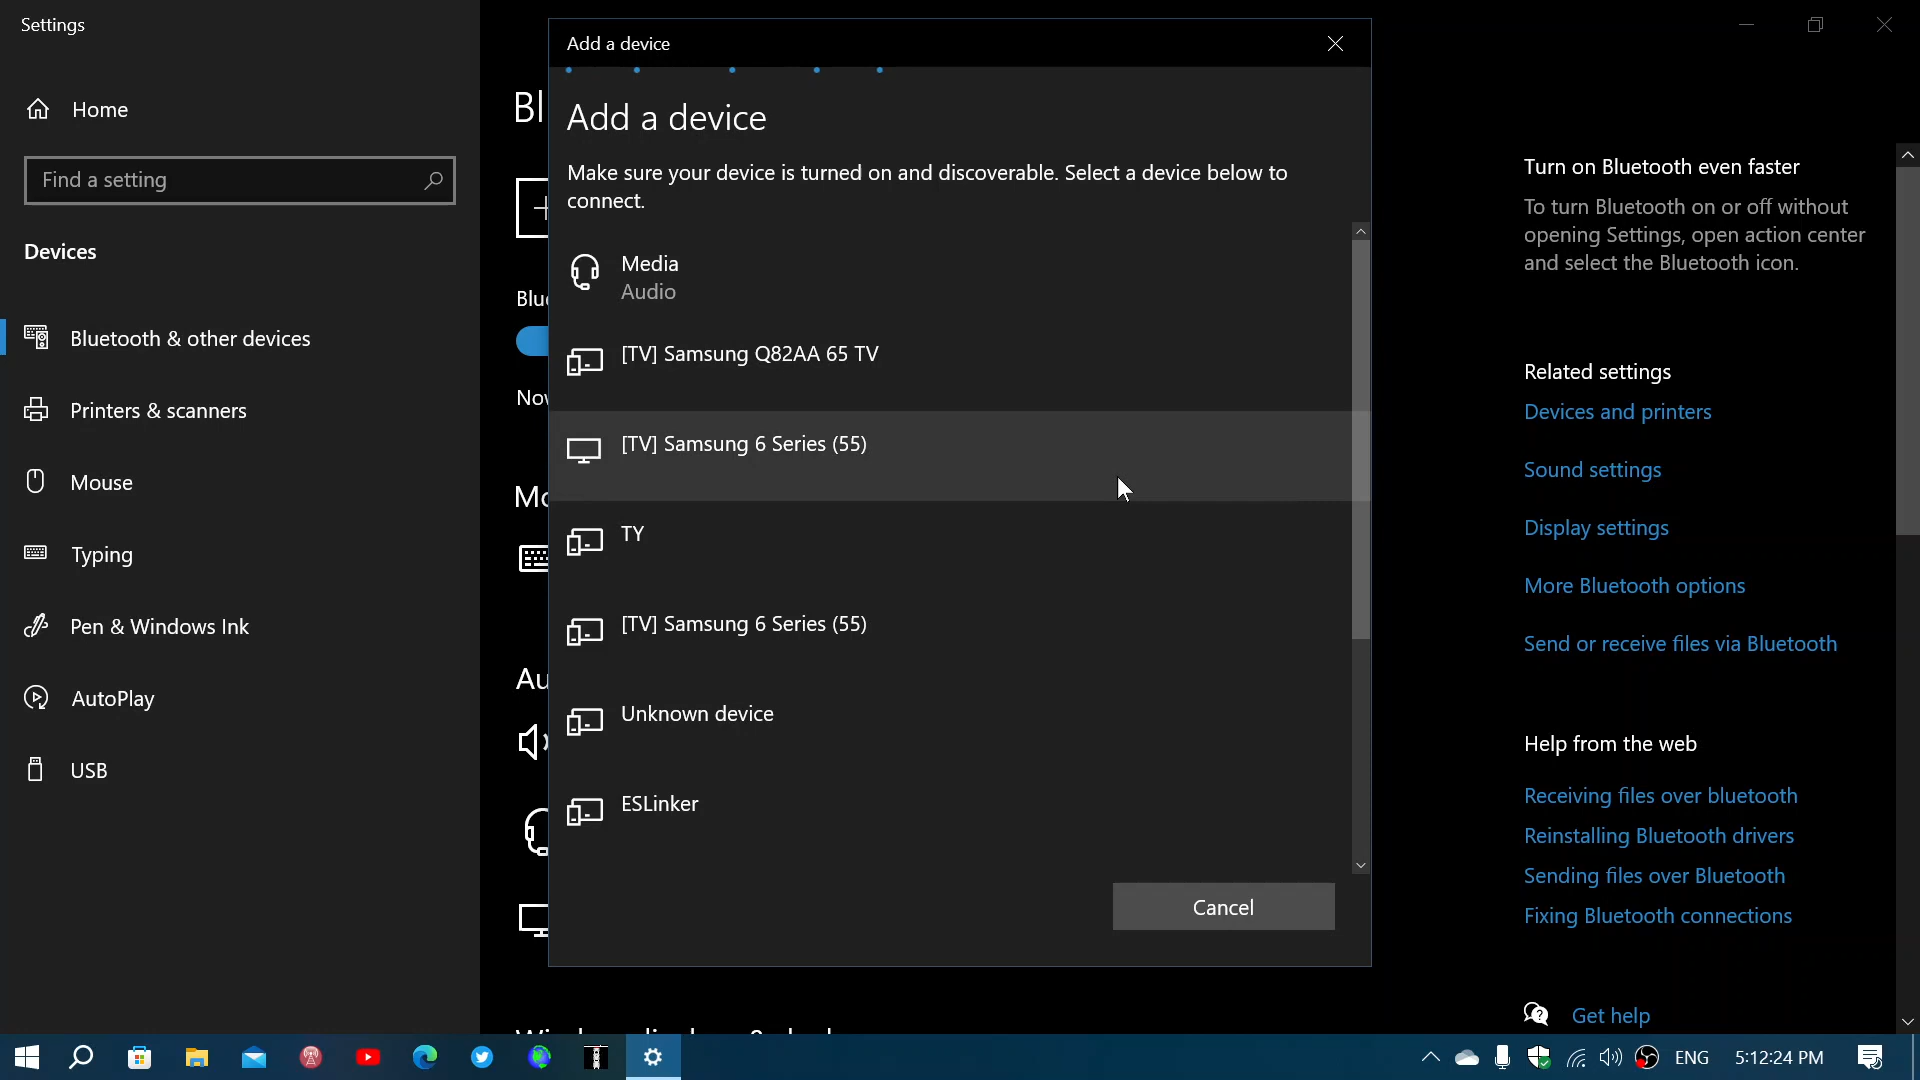 Settings
Home
Find a setting
Devices
Bluetooth & other devices
Printers & scanners
Mouse
Typing
Pen & Windows Ink
AutoPlay
USB
Add a device
Add a device
Make sure your device is turned on and discoverable. Select a device below to
connect.
Media
Audio
[TV] Samsung Q82AA 65 TV
[TV] Samsung 6 Series (55)
TY
[TV] Samsung 6 Series (55)
Unknown device
ESLinker
Cancel
Turn on Bluetooth even faster
To turn Bluetooth on or off without
opening Settings, open action center
and select the Bluetooth icon.
Related settings
Devices and printers
Sound settings
Display settings
More Bluetooth options
Send or receive files via Bluetooth
Help from the web
Receiving files over bluetooth
Reinstalling Bluetooth drivers
Sending files over Bluetooth
Fixing Bluetooth connections
Get help
ENG
5:12:24 PM